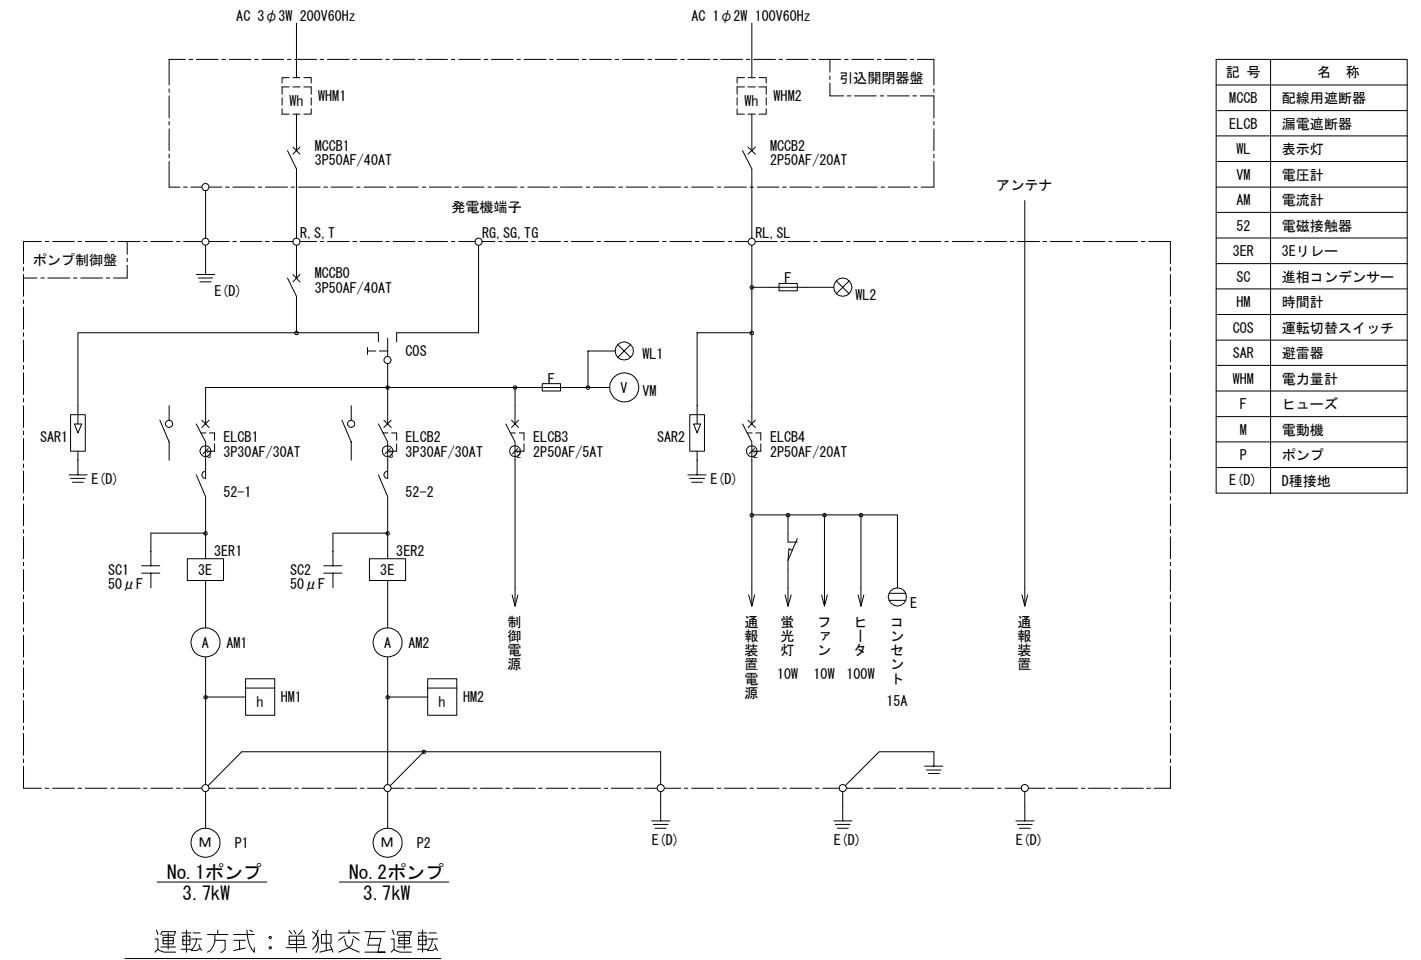 AC 3φ3W 200V60Hz
AC 1φ2W 100V60Hz
引込開閉器盤
Wh WHM1
Wh WHM2
MCCB1
3P50AF/40AT
MCCB2
2P50AF/20AT
アンテナ
発電機端子
R,S,T
RG,SG,TG
RL,SL
ポンプ制御盤
E(D)
MCCB0
3P50AF/40AT
F
WL2
COS
WL1
F
V VM
SAR1
E(D)
ELCB1
3P30AF/30AT
ELCB2
3P30AF/30AT
ELCB3
2P50AF/5AT
SAR2
E(D)
ELCB4
2P50AF/20AT
52-1
52-2
3ER1
3E
SC1
50μF
3ER2
3E
SC2
50μF
A AM1
A AM2
h HM1
h HM2
制御電源
通報装置電源
蛍光灯
10W
ファン
10W
ヒータ
100W
E
コンセント
15A
通報装置
E(D)
E(D)
E(D)
M P1
M P2
No.1ポンプ
3.7kW
No.2ポンプ
3.7kW
運転方式：単独交互運転
記 号 名 称
MCCB 配線用遮断器
ELCB 漏電遮断器
WL 表示灯
VM 電圧計
AM 電流計
52 電磁接触器
3ER 3Eリレー
SC 進相コンデンサー
HM 時間計
COS 運転切替スイッチ
SAR 避雷器
WHM 電力量計
F ヒューズ
M 電動機
P ポンプ
E(D) D種接地